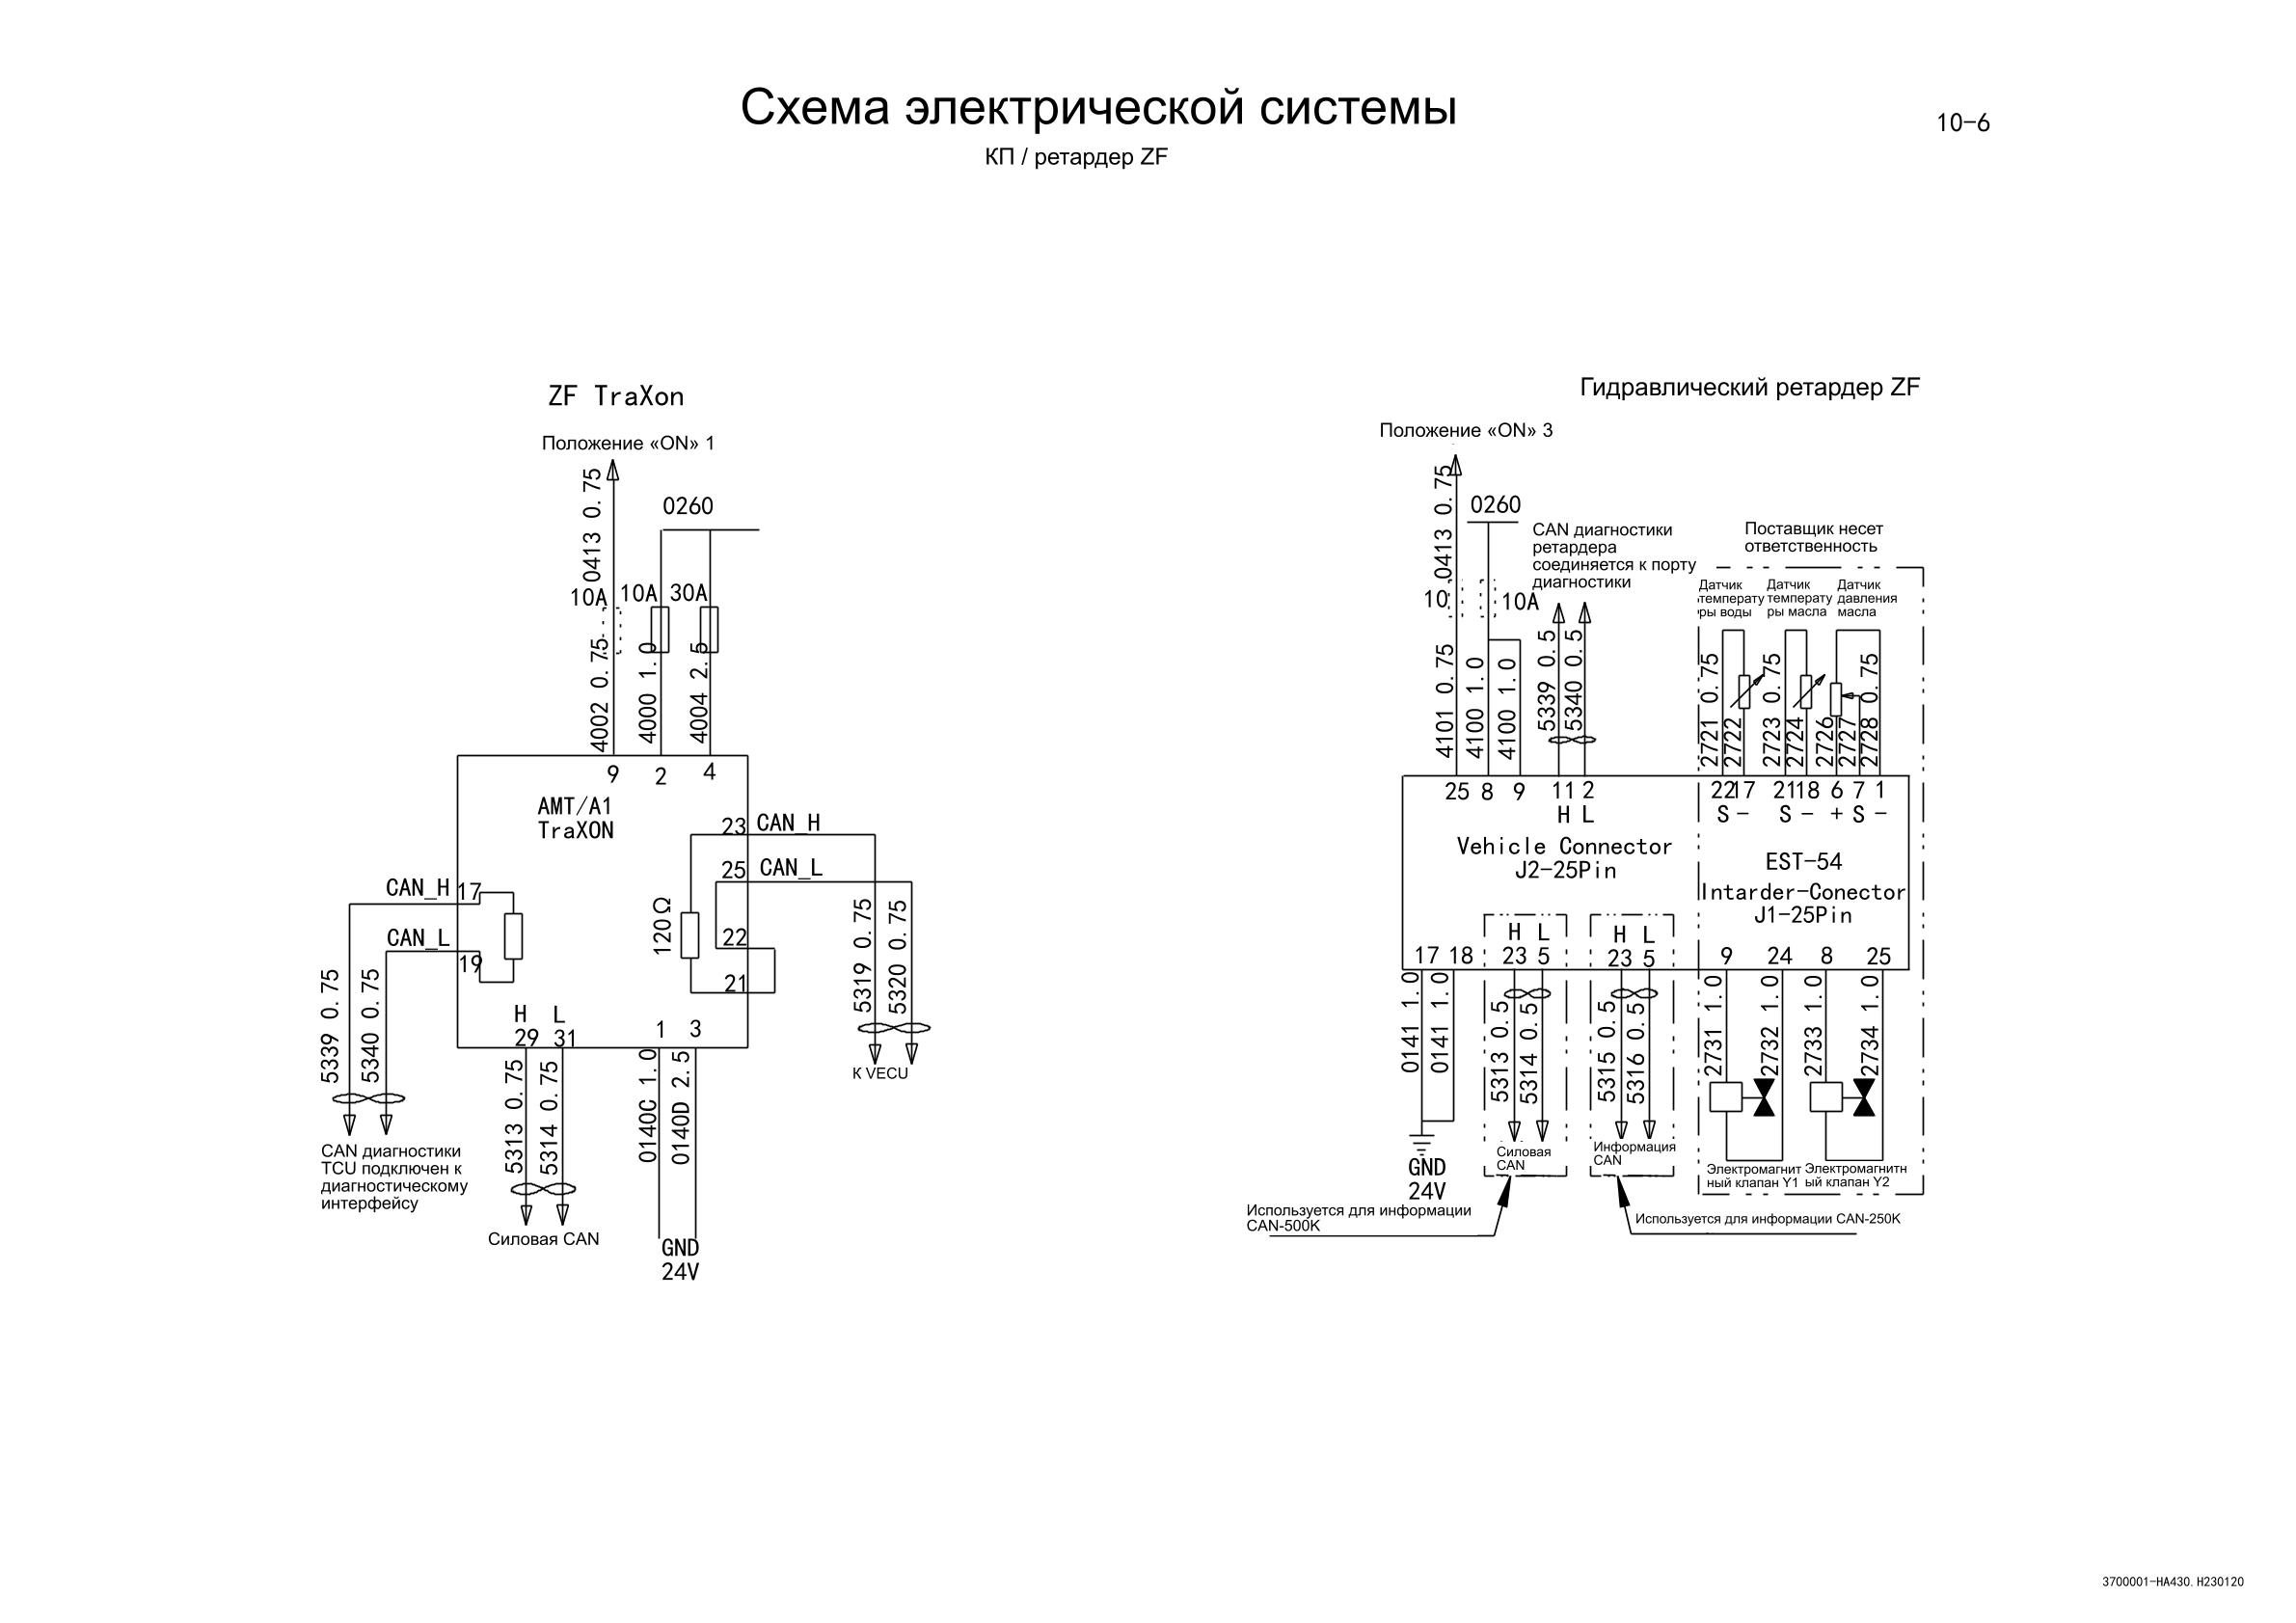 Схема электрической системы
10-6
КП / ретардер ZF
ZF TraXon
Положение «ON» 1
0413 0.75
0260
10A
10A
30A
4002 0.75
4000 1.0
4004 2.5
9
2
4
AMT/A1
TraXON
23
CAN_H
25
CAN_L
CAN_H
17
CAN_L
19
120Ω
22
21
5339 0.75
5340 0.75
5319 0.75
5320 0.75
H
L
29
31
1
3
К VECU
5313 0.75
5314 0.75
0140C 1.0
0140D 2.5
CAN диагностики
TCU подключен к
диагностическому
интерфейсу
Силовая CAN
GND
24V
Гидравлический ретардер ZF
Положение «ON» 3
0413 0.75
0260
CAN диагностики
ретардера
соединяется к порту
диагностики
Поставщик несет
ответственность
10
10A
Датчик
температу
ры воды
Датчик
температу
ры масла
Датчик
давления
масла
4101 0.75
4100 1.0
4100 1.0
5339 0.5
5340 0.5
2721 0.75
2722
2723 0.75
2724
2726
2727
2728 0.75
25
8
9
11
2
22
17
21
18
6
7
1
H
L
S
-
S
-
+
S
-
Vehicle Connector
J2-25Pin
EST-54
Intarder-Conector
J1-25Pin
H
L
H
L
17
18
23
5
23
5
9
24
8
25
0141 1.0
0141 1.0
5313 0.5
5314 0.5
5315 0.5
5316 0.5
2731 1.0
2732 1.0
2733 1.0
2734 1.0
GND
24V
Силовая
CAN
Информация
CAN
Электромагнит
ный клапан Y1
Электромагнитн
ый клапан Y2
Используется для информации
CAN-500K
Используется для информации CAN-250K
3700001-HA430.H230120